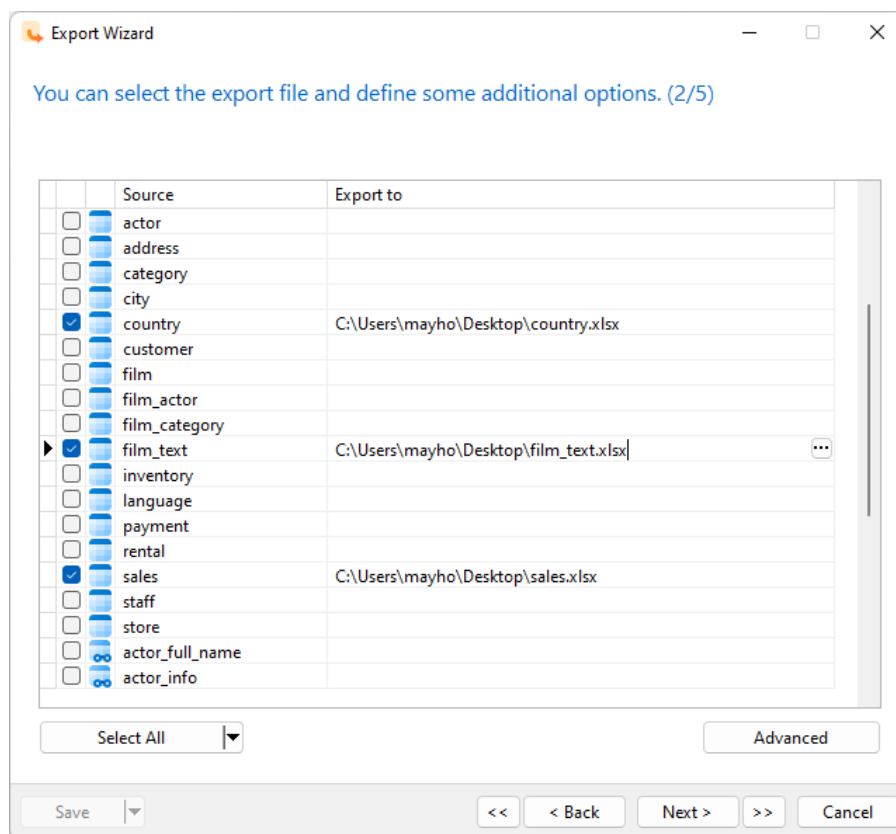 Export Wizard
You can select the export file and define some additional options. (2/5)
Source Export to
actor
address
category
city
country C:\Users\mayho\Desktop\country.xlsx
customer
film
film_actor
film_category
film_text C:\Users\mayho\Desktop\film_text.xlsx
inventory
language
payment
rental
sales C:\Users\mayho\Desktop\sales.xlsx
staff
store
actor_full_name
actor_info
Select All Advanced
Save << < Back Next > >> Cancel